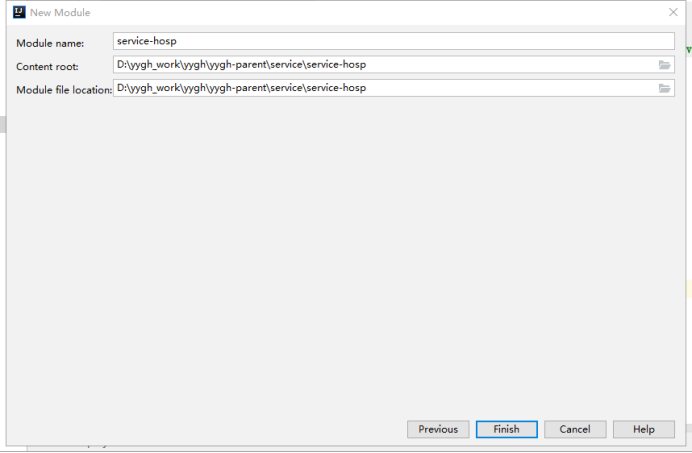 New Module
Module name: service-hosp
Content root: D:\yygh_work\yygh\yygh-parent\service\service-hosp
Module file location: D:\yygh_work\yygh\yygh-parent\service\service-hosp
Previous Finish Cancel Help